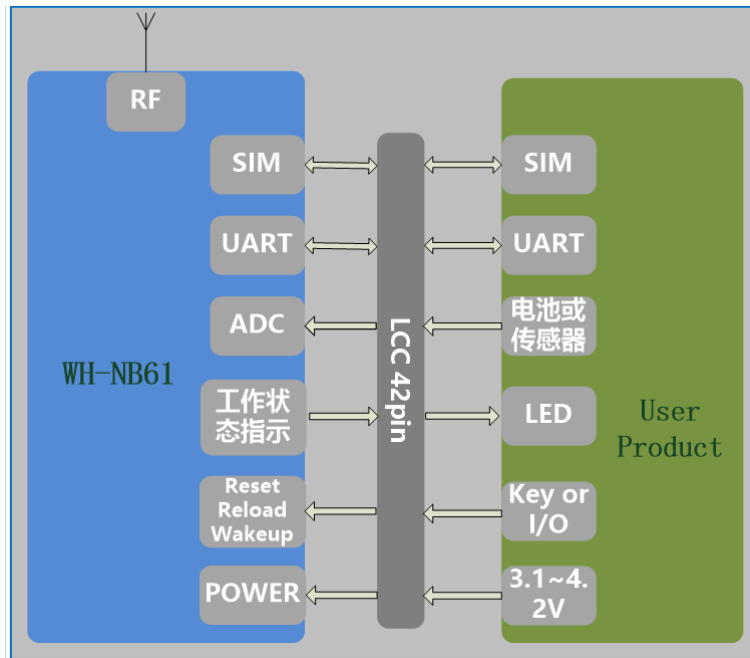 RF
SIM
UART
ADC
WH-NB61
工作状
态指示
Reset
Reload
Wakeup
POWER
LCC 42pin
SIM
UART
电池或
传感器
LED
User
Product
Key or
I/O
3.1~4.
2V